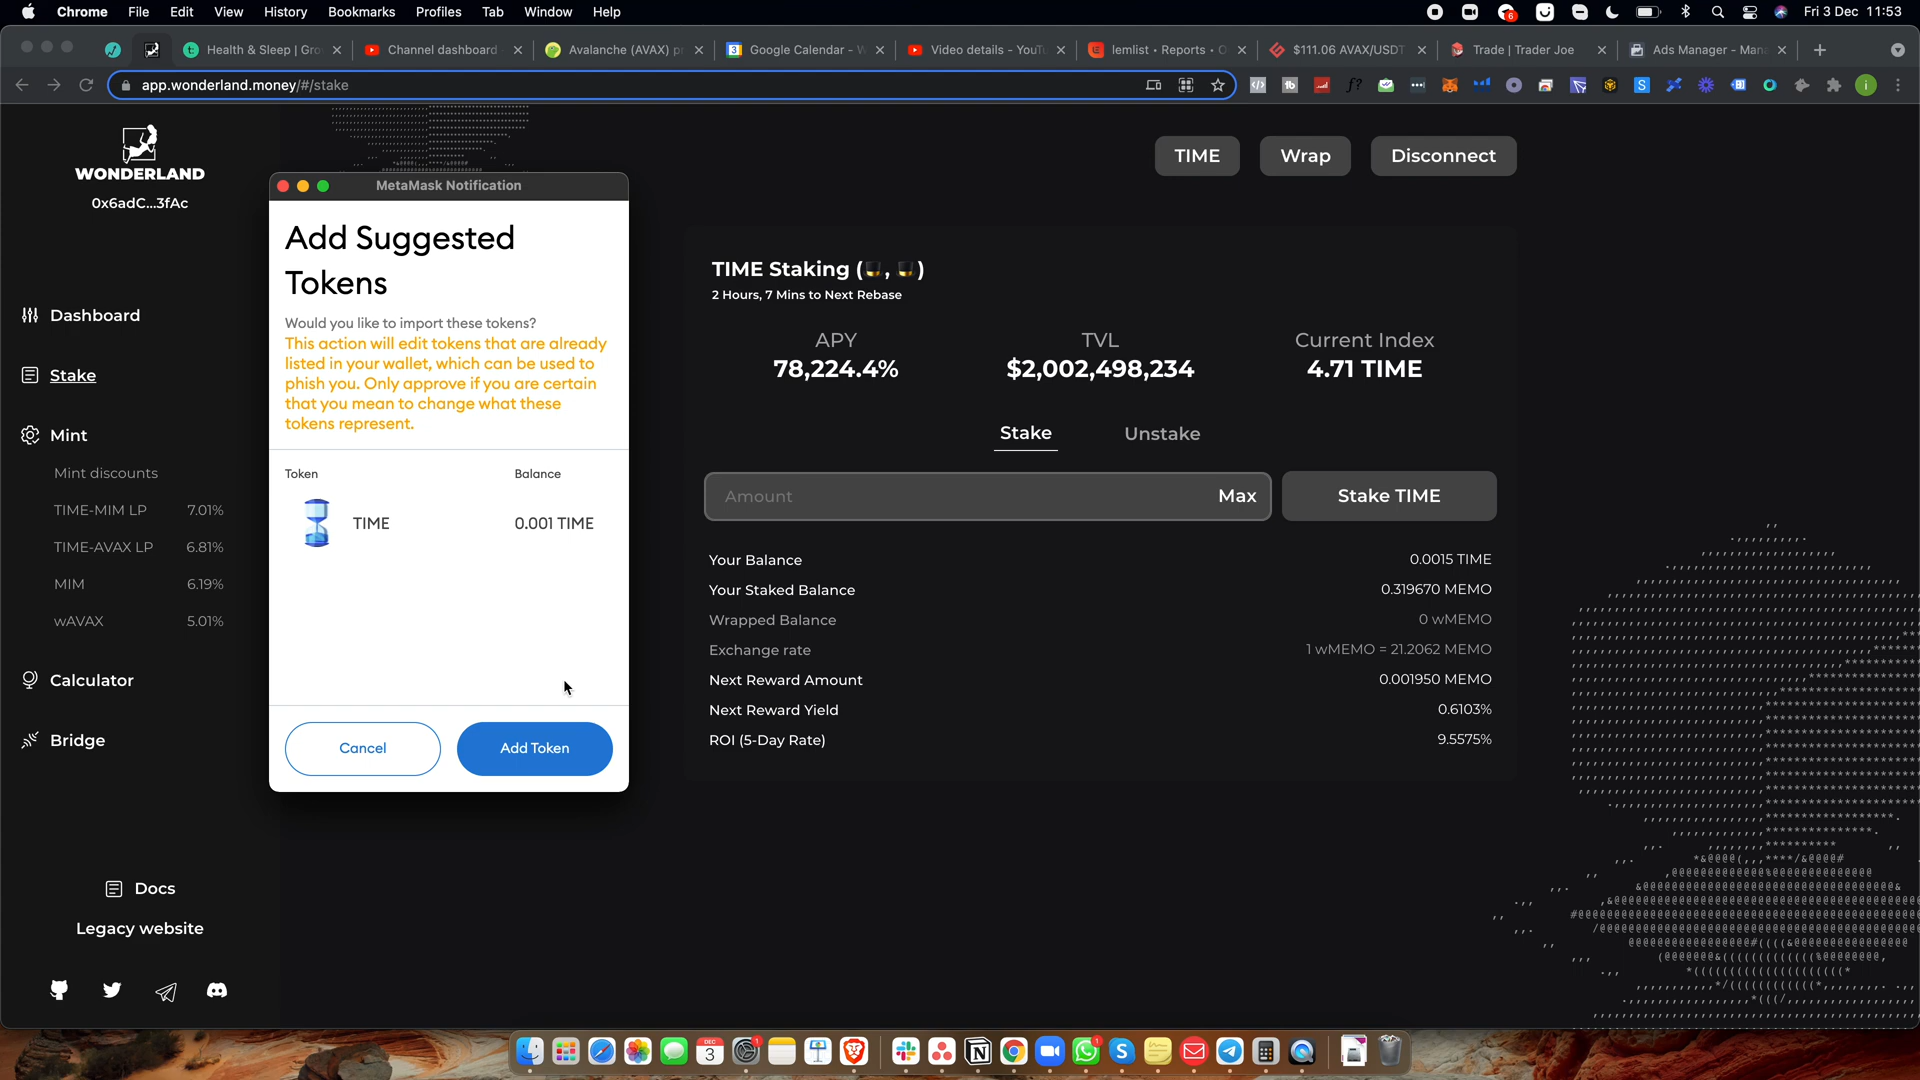 Chrome File Edit View History Bookmarks Profiles Tab Window Help
6
Fri 3 Dec 11:53
Health & Sleep | Gro
Channel dashboard
Avalanche (AVAX) p
Google Calendar - W
Video details - YouTu
lemlist • Reports • O
$111.06 AVAX/USDT
Trade | Trader Joe
Ads Manager - Mana
app.wonderland.money/#/stake
WONDERLAND
0x6adC...3fAc
TIME
Wrap
Disconnect
Dashboard
Stake
Mint
Mint discounts
TIME-MIM LP 7.01%
TIME-AVAX LP 6.81%
MIM 6.19%
wAVAX 5.01%
Calculator
Bridge
Docs
Legacy website
MetaMask Notification
Add Suggested
Tokens
Would you like to import these tokens?
This action will edit tokens that are already
listed in your wallet, which can be used to
phish you. Only approve if you are certain
that you mean to change what these
tokens represent.
Token Balance
TIME 0.001 TIME
Cancel
Add Token
TIME Staking (🎩, 🎩)
2 Hours, 7 Mins to Next Rebase
APY TVL Current Index
78,224.4% $2,002,498,234 4.71 TIME
Stake Unstake
Amount Max
Stake TIME
Your Balance 0.0015 TIME
Your Staked Balance 0.319670 MEMO
Wrapped Balance 0 wMEMO
Exchange rate 1 wMEMO = 21.2062 MEMO
Next Reward Amount 0.001950 MEMO
Next Reward Yield 0.6103%
ROI (5-Day Rate) 9.5575%
DEC
3
1
1